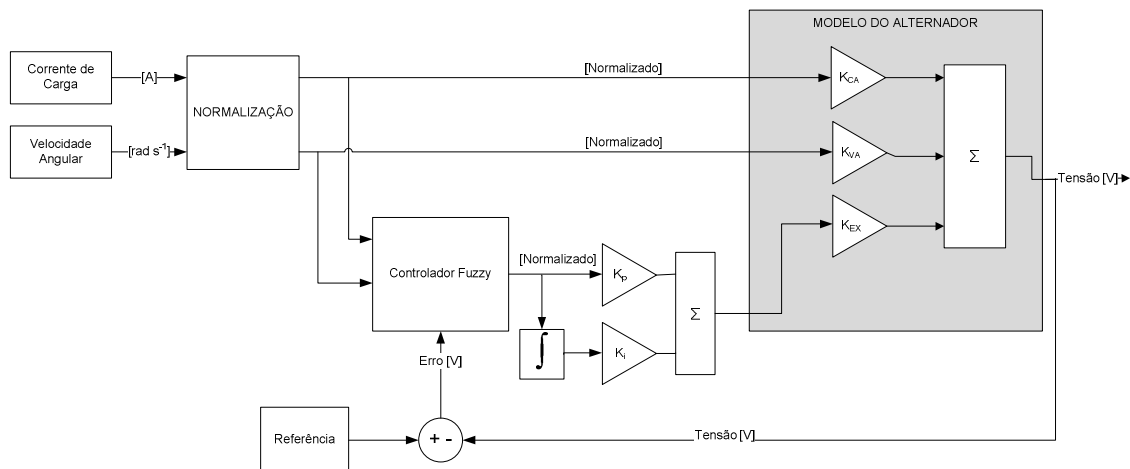 MODELO DO ALTERNADOR
Corrente de
Carga
[A]
NORMALIZAÇÃO
[Normalizado]
K_CA
Velocidade
Angular
[rad s⁻¹]
[Normalizado]
K_VA
Σ
Tensão [V]
K_EX
Controlador Fuzzy
[Normalizado]
K_p
Σ
∫
K_i
Erro [V]
Referência
+ -
Tensão [V]